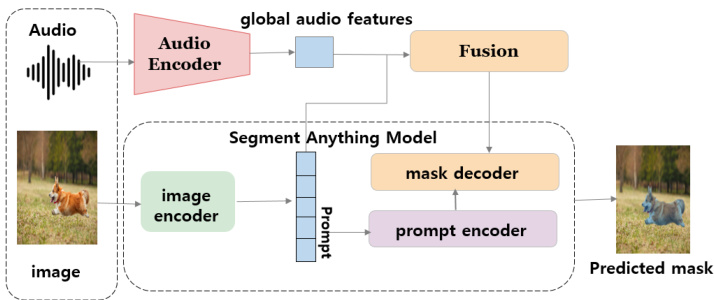 Audio
global audio features
Audio
Encoder
Fusion
Segment Anything Model
image
encoder
Prompt
mask decoder
prompt encoder
image
Predicted mask